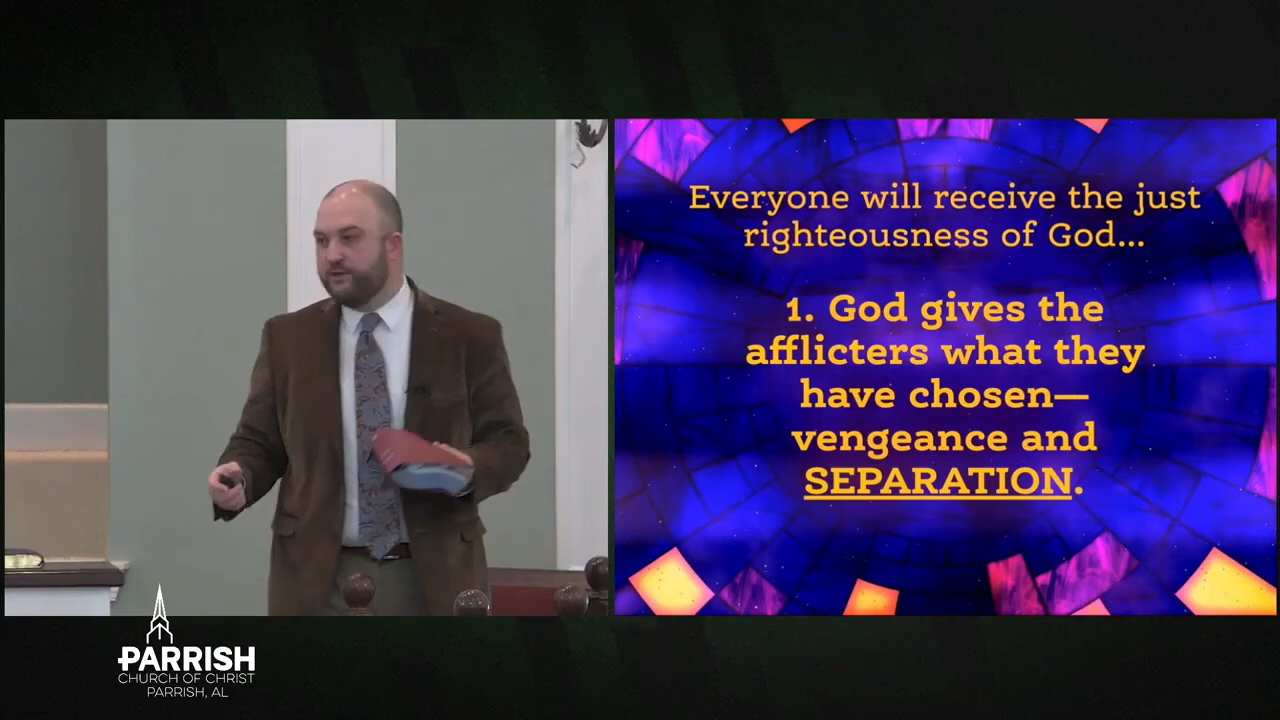 Everyone will receive the just
righteousness of God...
1. God gives the
afflicters what they
have chosen—
vengeance and
SEPARATION.
PARRISH
CHURCH OF CHRIST
PARRISH, AL